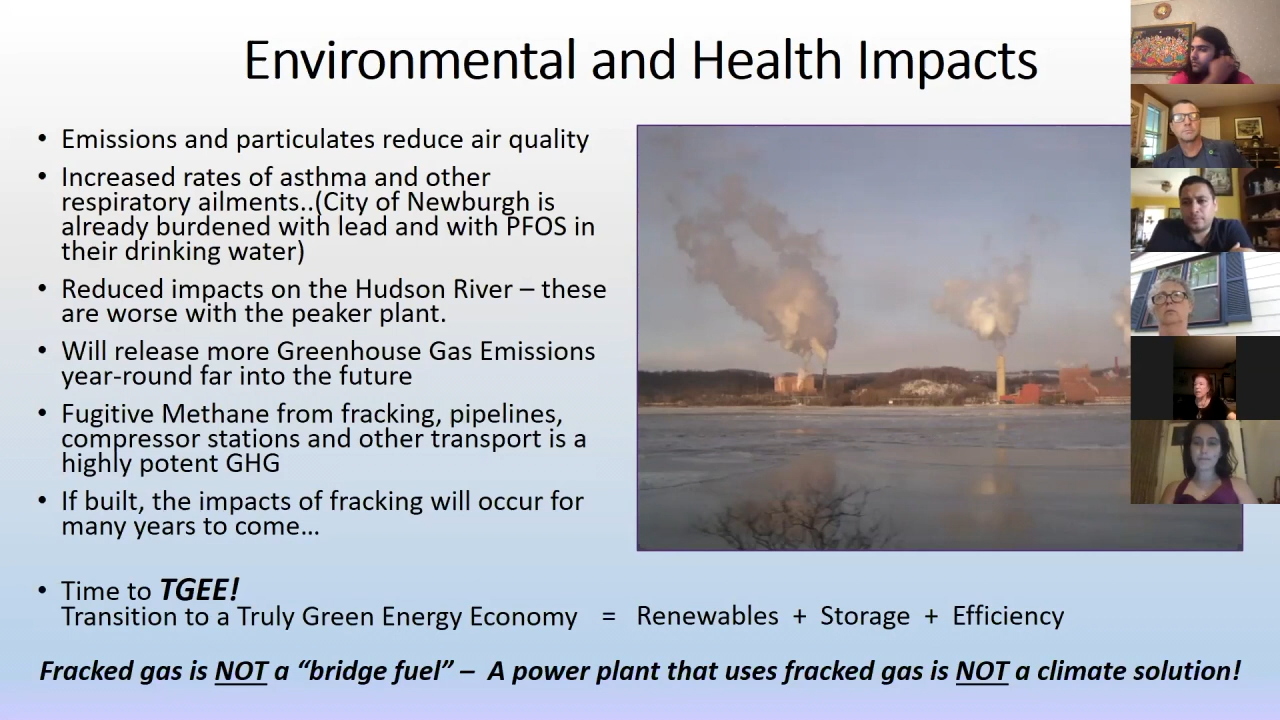 Environmental and Health Impacts
• Emissions and particulates reduce air quality
• Increased rates of asthma and other
respiratory ailments..(City of Newburgh is
already burdened with lead and with PFOS in
their drinking water)
• Reduced impacts on the Hudson River – these
are worse with the peaker plant.
• Will release more Greenhouse Gas Emissions
year-round far into the future
• Fugitive Methane from fracking, pipelines,
compressor stations and other transport is a
highly potent GHG
• If built, the impacts of fracking will occur for
many years to come…
• Time to TGEE!
Transition to a Truly Green Energy Economy = Renewables + Storage + Efficiency
Fracked gas is NOT a “bridge fuel” – A power plant that uses fracked gas is NOT a climate solution!